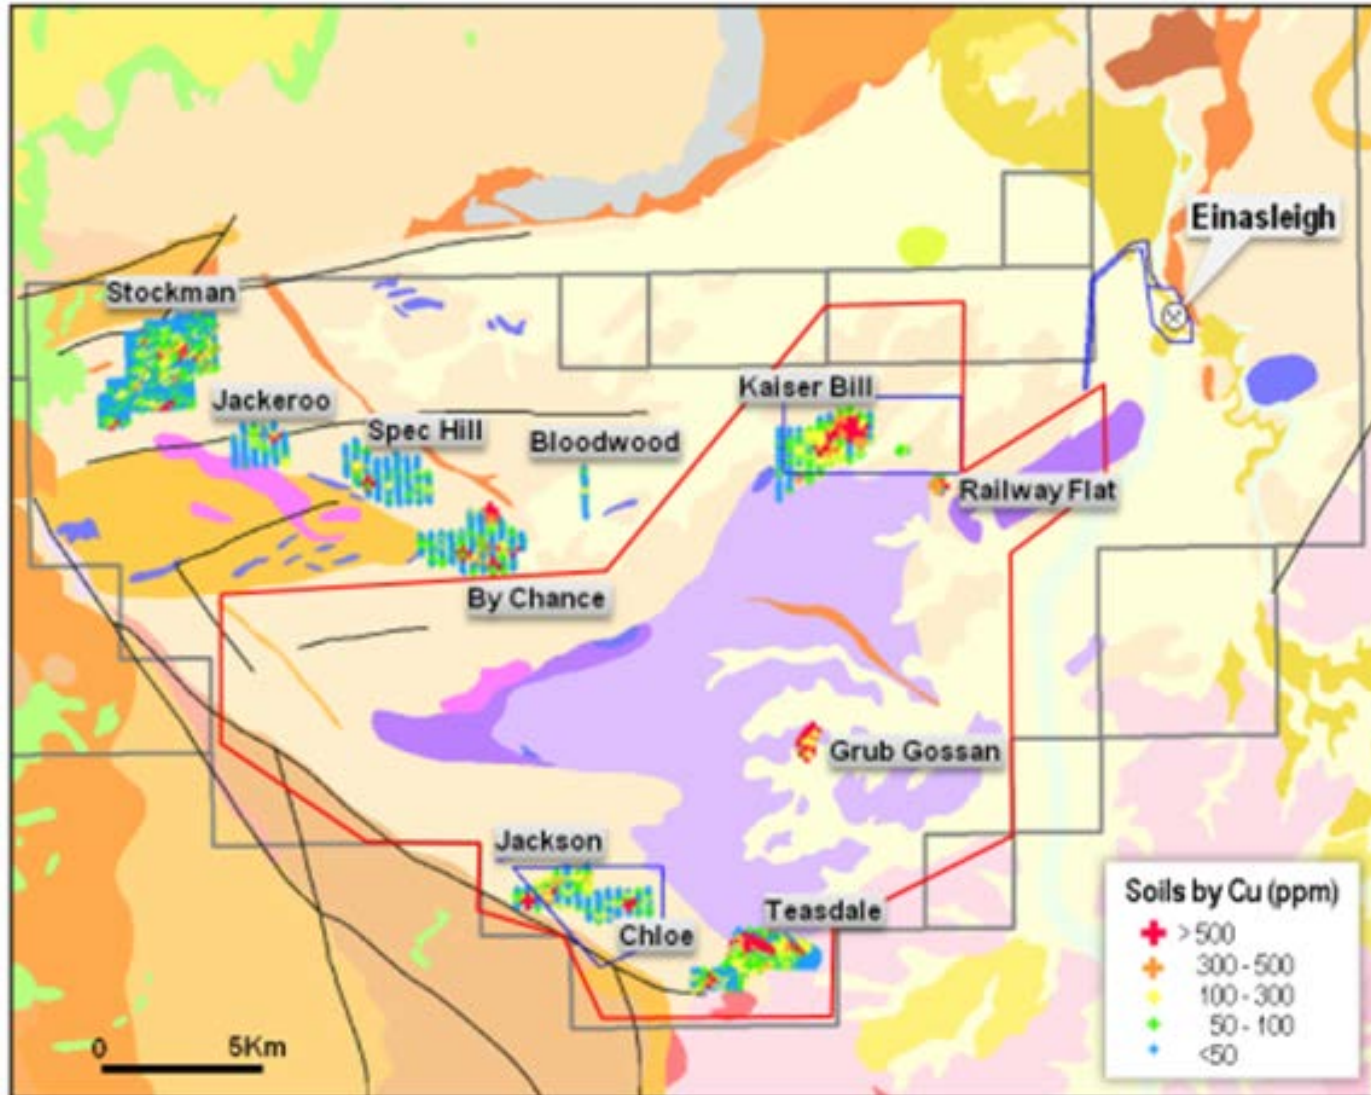 Einasleigh
Stockman
Jackeroo
Spec Hill
Bloodwood
Kaiser Bill
Railway Flat
By Chance
Grub Gossan
Jackson
Chloe
Teasdale
Soils by Cu (ppm)
> 500
300 - 500
100 - 300
50 - 100
<50
0 5Km